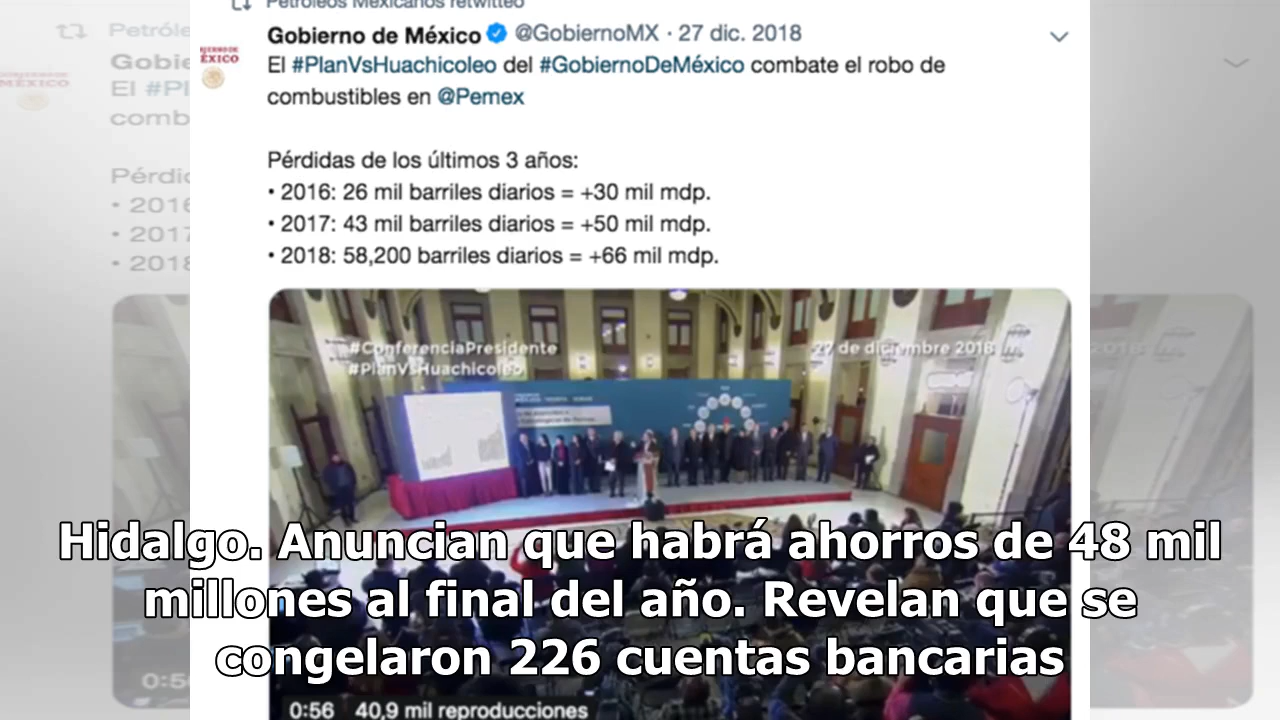 Petróleos Mexicanos retwitteó
Gobierno de México @GobiernoMX · 27 dic. 2018
El #PlanVsHuachicoleo del #GobiernoDeMéxico combate el robo de
combustibles en @Pemex
Pérdidas de los últimos 3 años:
• 2016: 26 mil barriles diarios = +30 mil mdp.
• 2017: 43 mil barriles diarios = +50 mil mdp.
• 2018: 58,200 barriles diarios = +66 mil mdp.
#ConferenciaPresidente
#PlanVsHuachicoleo
27 de diciembre 2018
Hidalgo. Anuncian que habrá ahorros de 48 mil
millones al final del año. Revelan que se
congelaron 226 cuentas bancarias
0:56 40,9 mil reproducciones